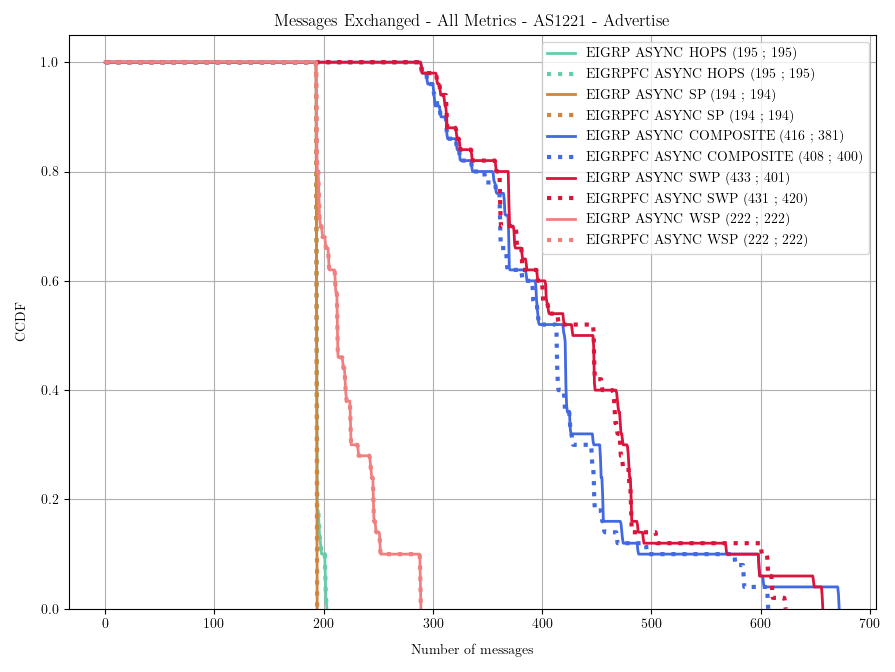 Messages Exchanged - All Metrics - AS1221 - Advertise
EIGRP ASYNC HOPS (195 ; 195)
EIGRPFC ASYNC HOPS (195 ; 195)
EIGRP ASYNC SP (194 ; 194)
EIGRPFC ASYNC SP (194 ; 194)
EIGRP ASYNC COMPOSITE (416 ; 381)
EIGRPFC ASYNC COMPOSITE (408 ; 400)
EIGRP ASYNC SWP (433 ; 401)
EIGRPFC ASYNC SWP (431 ; 420)
EIGRP ASYNC WSP (222 ; 222)
EIGRPFC ASYNC WSP (222 ; 222)
CCDF
1.0
0.8
0.6
0.4
0.2
0.0
0 100 200 300 400 500 600 700
Number of messages